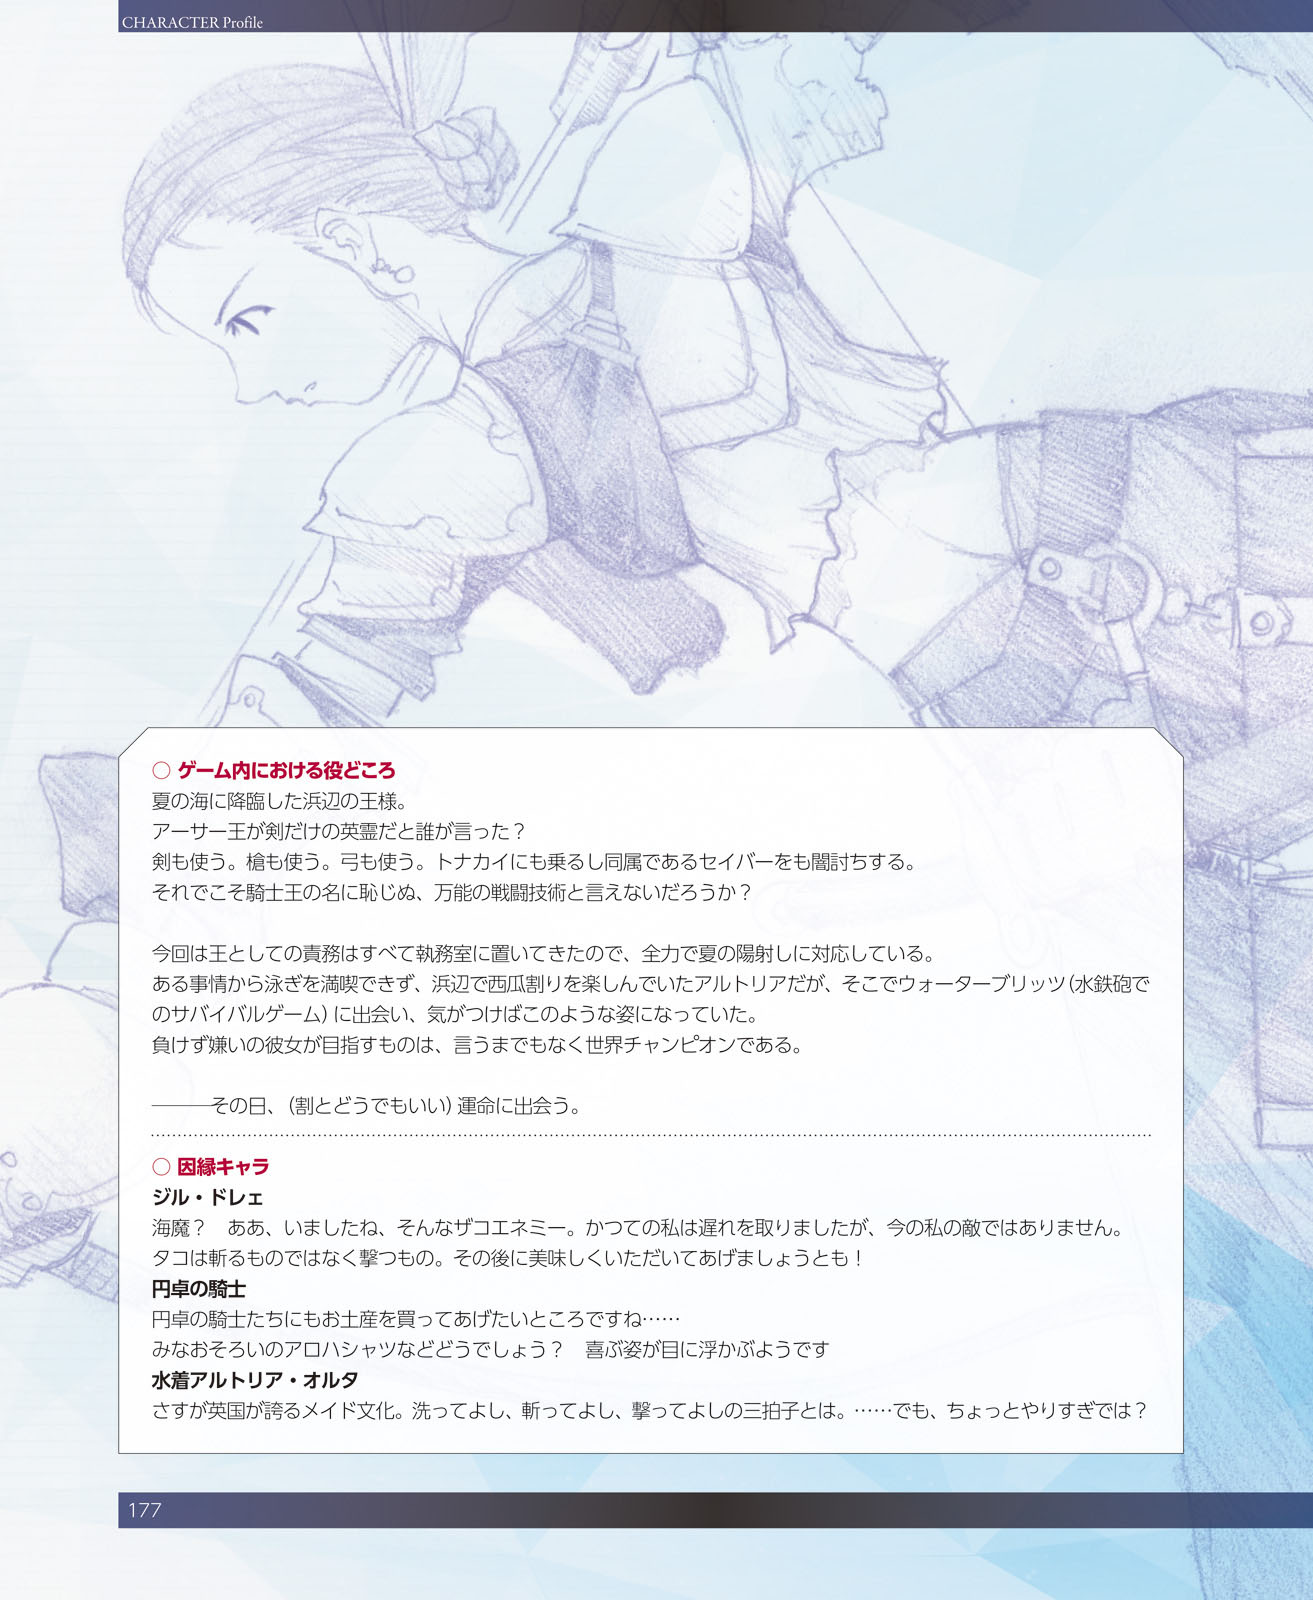 CHARACTER Profile
○ ゲーム内における役どころ
夏の海に降臨した浜辺の王様。
アーサー王が剣だけの英霊だと誰が言った？
剣も使う。槍も使う。弓も使う。トナカイにも乗るし同属であるセイバーをも闇討ちする。
それでこそ騎士王の名に恥じぬ、万能の戦闘技術と言えないだろうか？
今回は王としての責務はすべて執務室に置いてきたので、全力で夏の陽射しに対応している。
ある事情から泳ぎを満喫できず、浜辺で西瓜割りを楽しんでいたアルトリアだが、そこでウォーターブリッツ（水鉄砲で
のサバイバルゲーム）に出会い、気がつけばこのような姿になっていた。
負けず嫌いの彼女が目指すものは、言うまでもなく世界チャンピオンである。
―――その日、（割とどうでもいい）運命に出会う。
○ 因縁キャラ
ジル・ドレェ
海魔？　ああ、いましたね、そんなザコエネミー。かつての私は遅れを取りましたが、今の私の敵ではありません。
タコは斬るものではなく撃つもの。その後に美味しくいただいてあげましょうとも！
円卓の騎士
円卓の騎士たちにもお土産を買ってあげたいところですね……
みなおそろいのアロハシャツなどどうでしょう？　喜ぶ姿が目に浮かぶようです
水着アルトリア・オルタ
さすが英国が誇るメイド文化。洗ってよし、斬ってよし、撃ってよしの三拍子とは。……でも、ちょっとやりすぎでは？
177